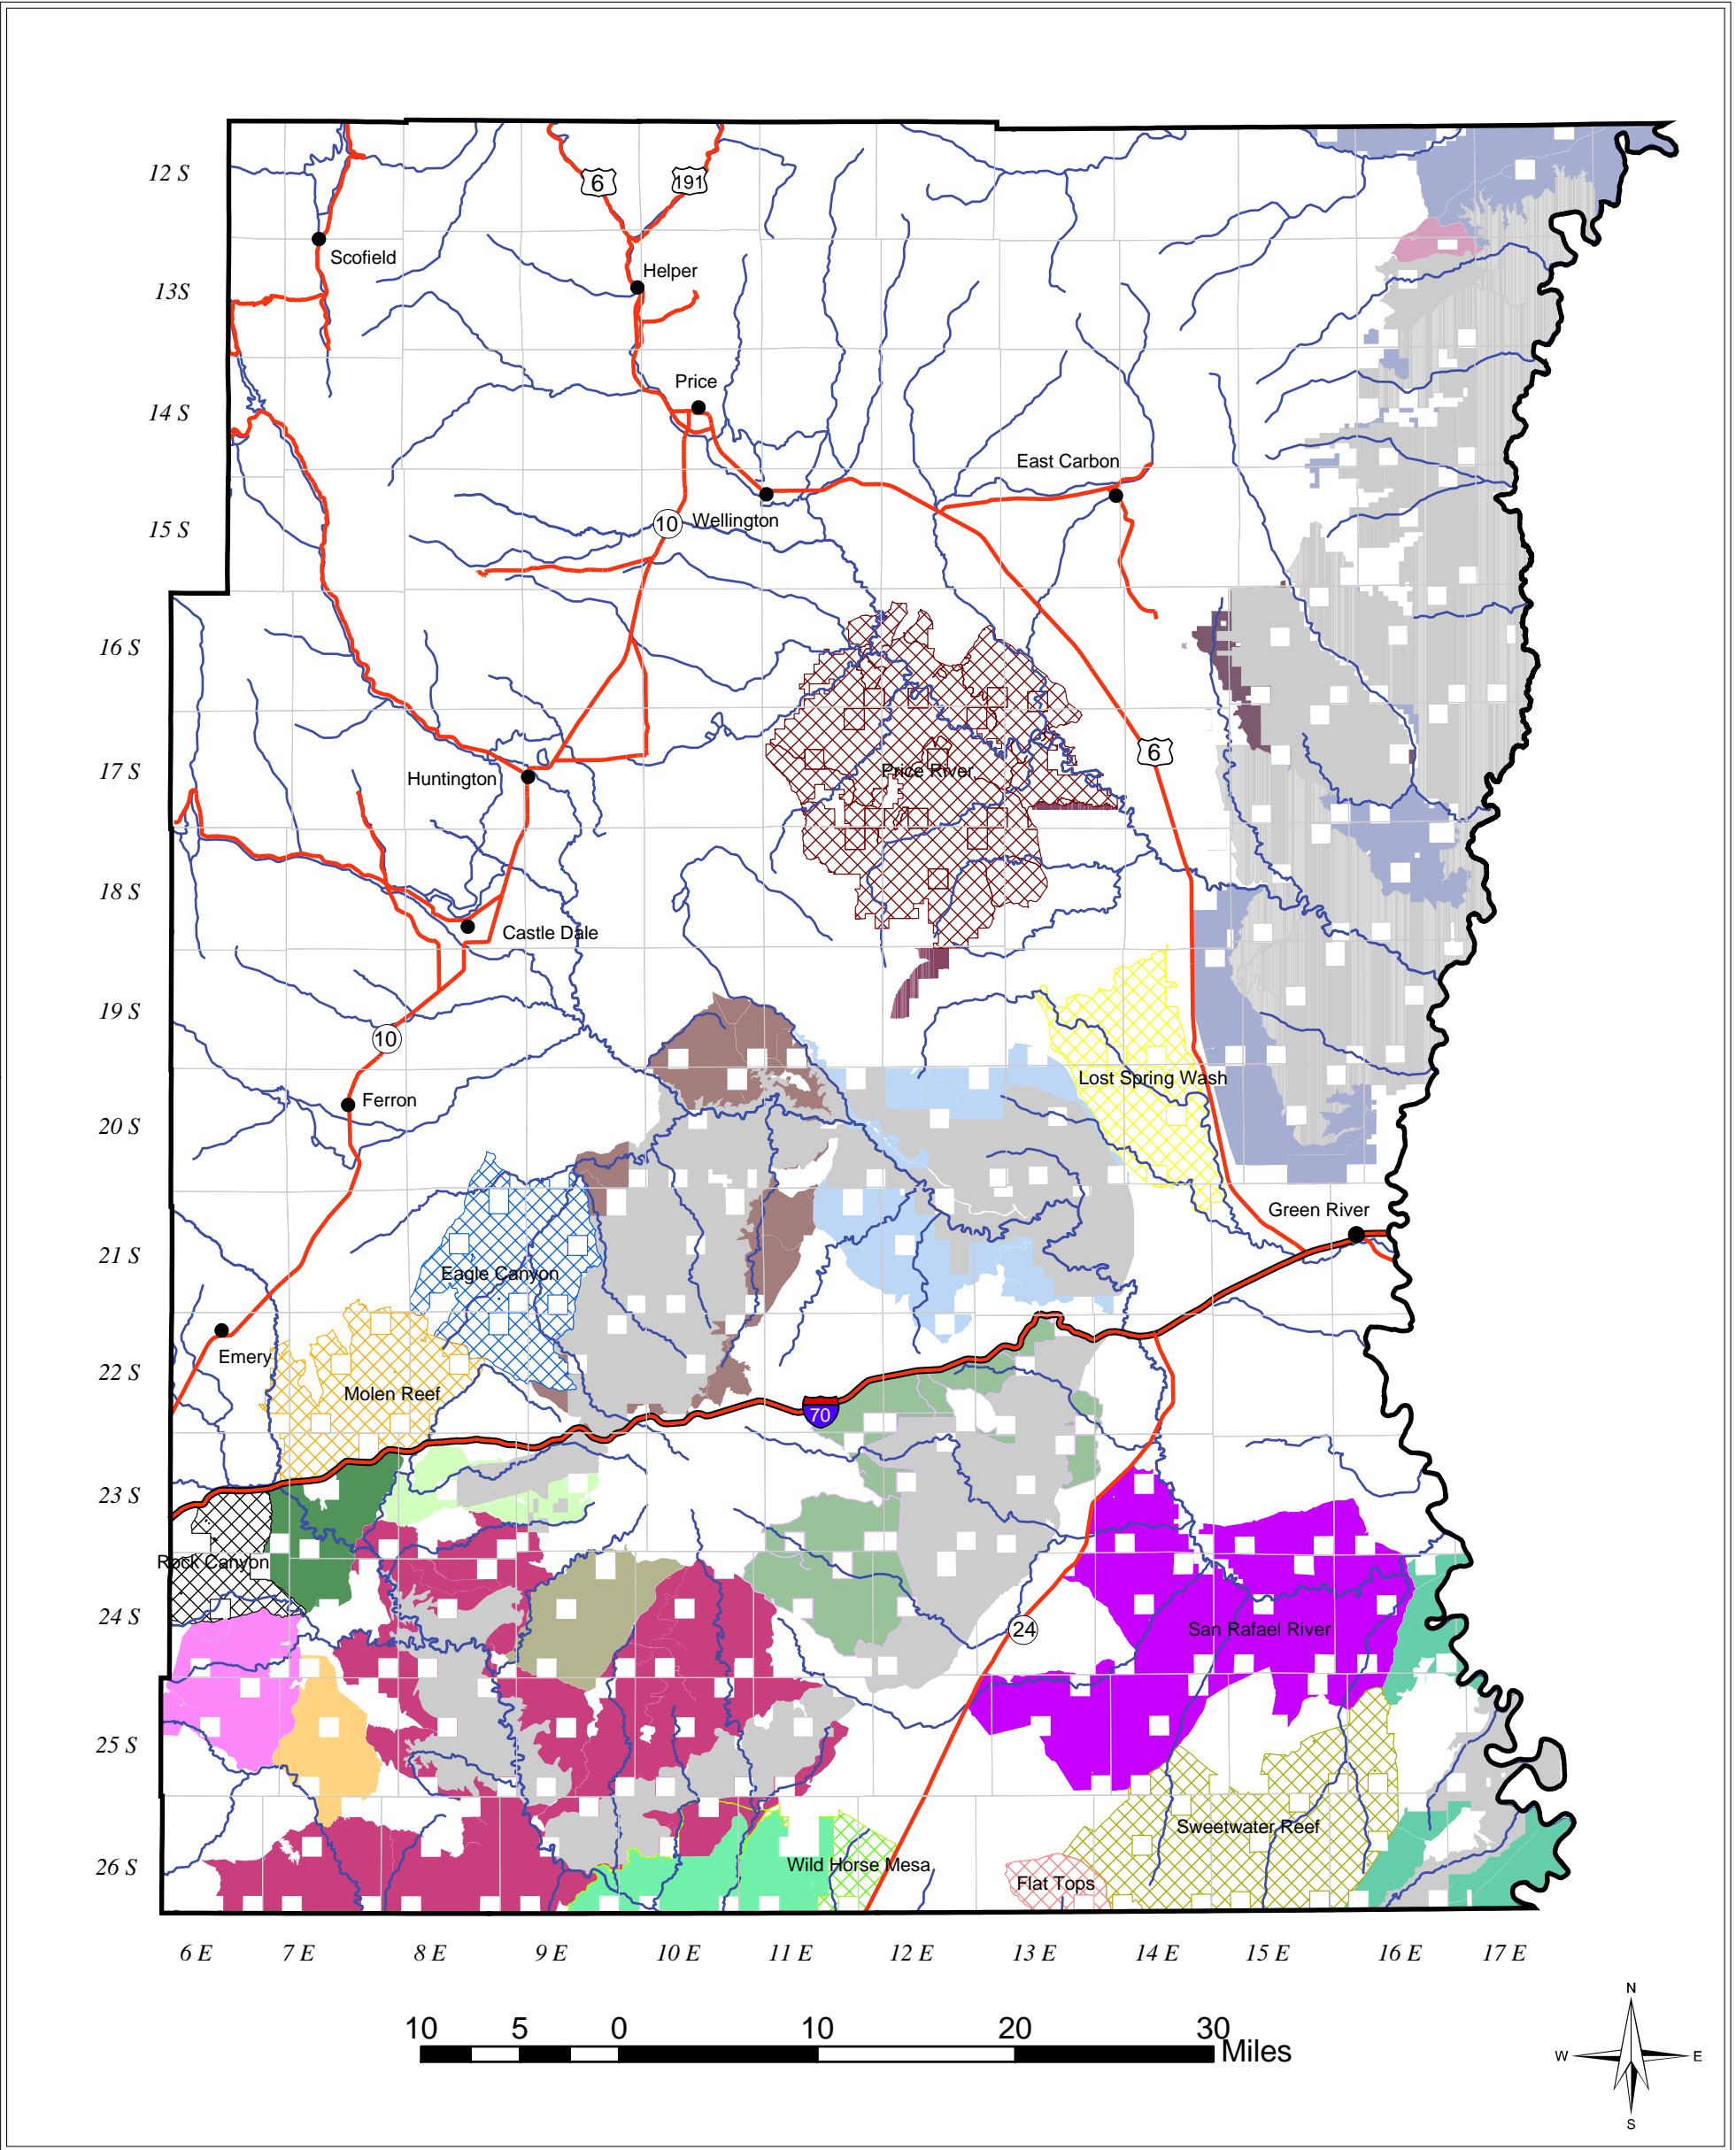 12 S
6
191
Scofield
Helper
13S
Price
14 S
East Carbon
15 S
10
Wellington
16 S
6
17 S
Huntington
Price River
18 S
Castle Dale
19 S
10
Lost Spring Wash
Ferron
20 S
Green River
21 S
Eagle Canyon
Emery
22 S
Molen Reef
70
23 S
Rock Canyon
24 S
24
San Rafael River
25 S
Sweetwater Reef
26 S
Wild Horse Mesa
Flat Tops
6 E 7 E 8 E 9 E 10 E 11 E 12 E 13 E 14 E 15 E 16 E 17 E
10 5 0 10 20 30
Miles
N
W E
S